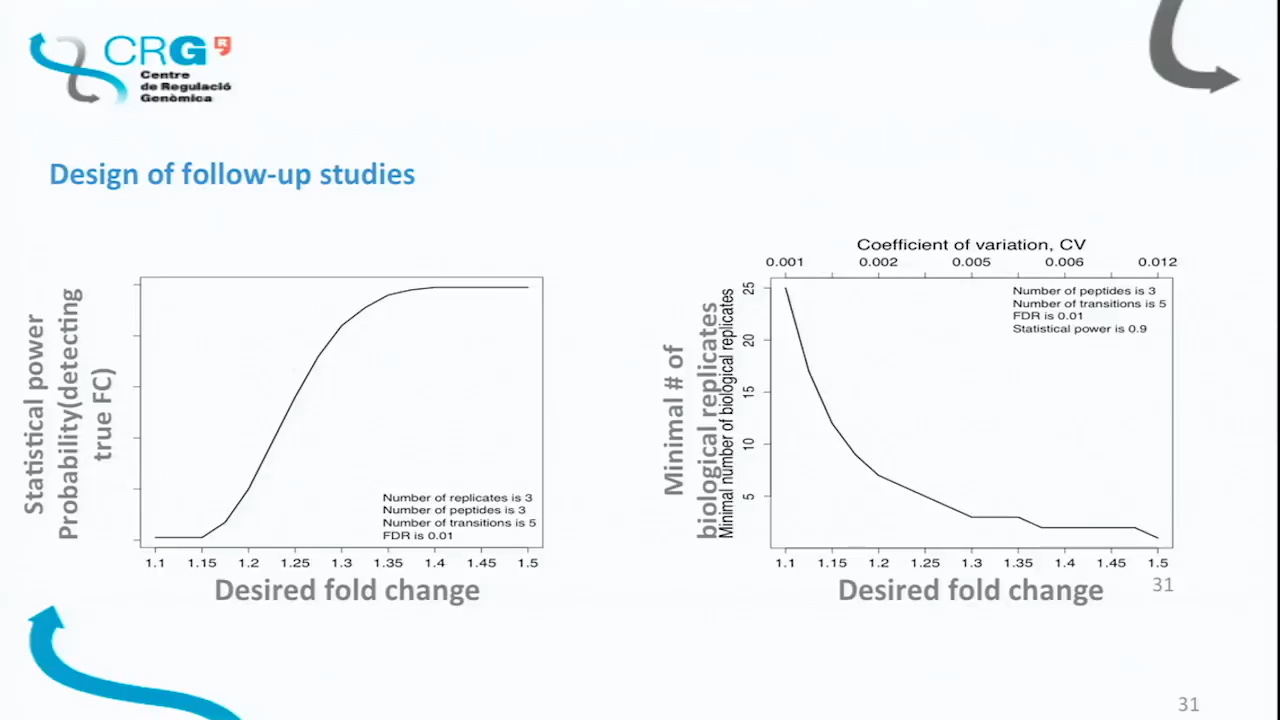 CRG
Centre
de Regulació
Genòmica
Design of follow-up studies
Statistical power
Probability(detecting
true FC)
Number of replicates is 3
Number of peptides is 3
Number of transitions is 5
FDR is 0.01
1.1 1.15 1.2 1.25 1.3 1.35 1.4 1.45 1.5
Desired fold change
Coefficient of variation, CV
0.001 0.002 0.005 0.006 0.012
Minimal # of
biological replicates
Minimal number of biological replicates
25
20
15
10
5
Number of peptides is 3
Number of transitions is 5
FDR is 0.01
Statistical power is 0.9
1.1 1.15 1.2 1.25 1.3 1.35 1.4 1.45 1.5
Desired fold change
31
31